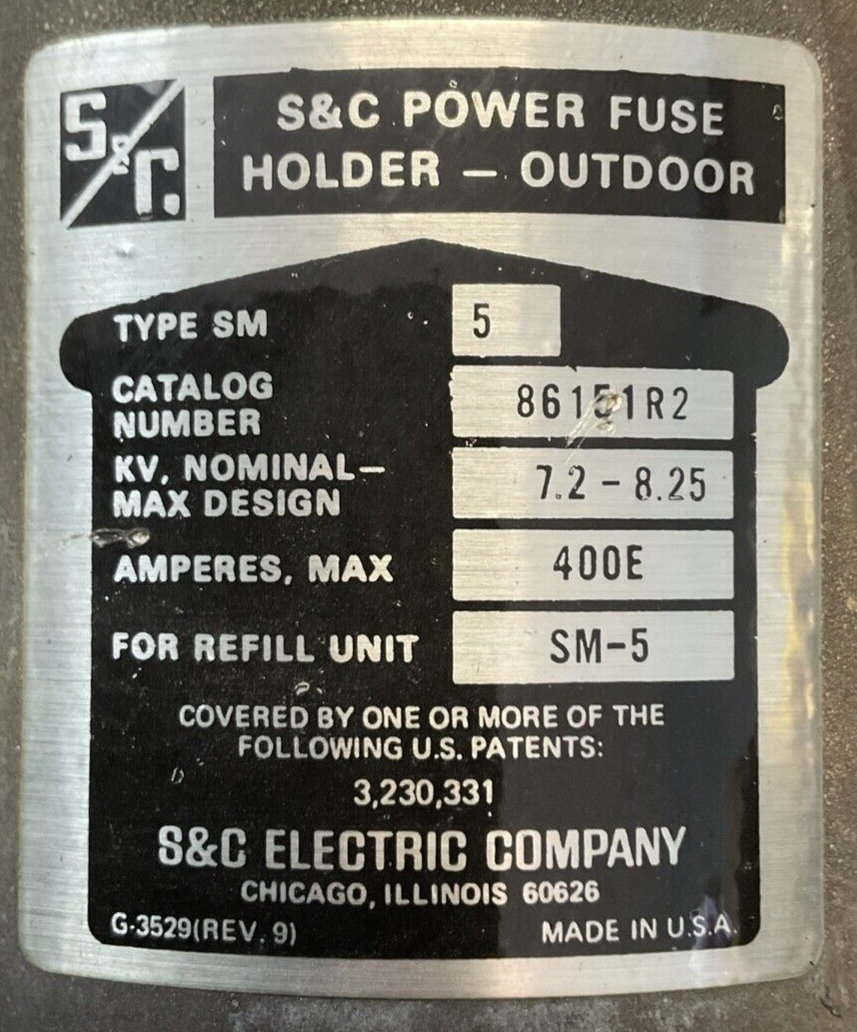 S&C
S&C POWER FUSE
HOLDER — OUTDOOR
TYPE SM 5
CATALOG
NUMBER 86151R2
KV, NOMINAL—
MAX DESIGN 7.2 - 8.25
AMPERES, MAX 400E
FOR REFILL UNIT SM-5
COVERED BY ONE OR MORE OF THE
FOLLOWING U.S. PATENTS:
3,230,331
S&C ELECTRIC COMPANY
CHICAGO, ILLINOIS 60626
G-3529(REV. 9) MADE IN U.S.A.